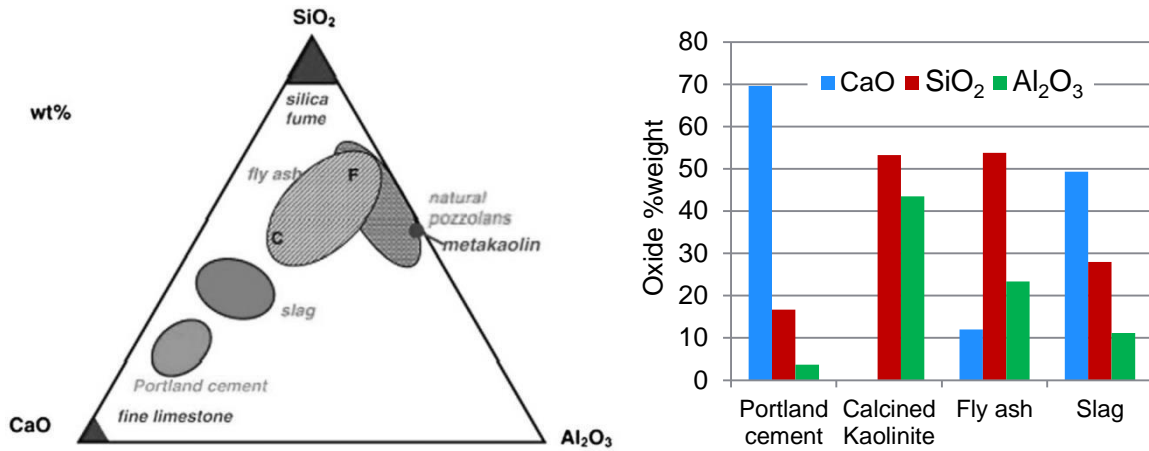 SiO₂
wt%
silica
fume
fly ash
F
natural
pozzolans
C
metakaolin
slag
Portland cement
fine limestone
CaO
Al₂O₃
80
70
60
50
40
30
20
10
0
Oxide %weight
CaO SiO₂ Al₂O₃
Portland
cement
Calcined
Kaolinite
Fly ash
Slag